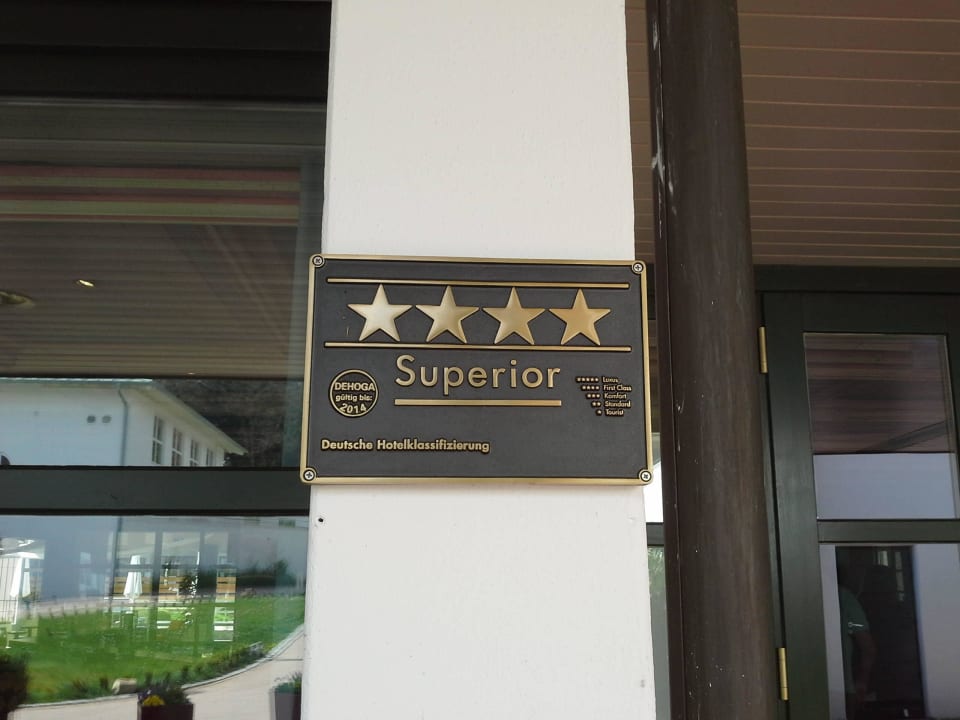 Superior
DEHOGA
gültig bis:
2014
Luxus
First Class
Komfort
Standard
Tourist
Deutsche Hotelklassifizierung